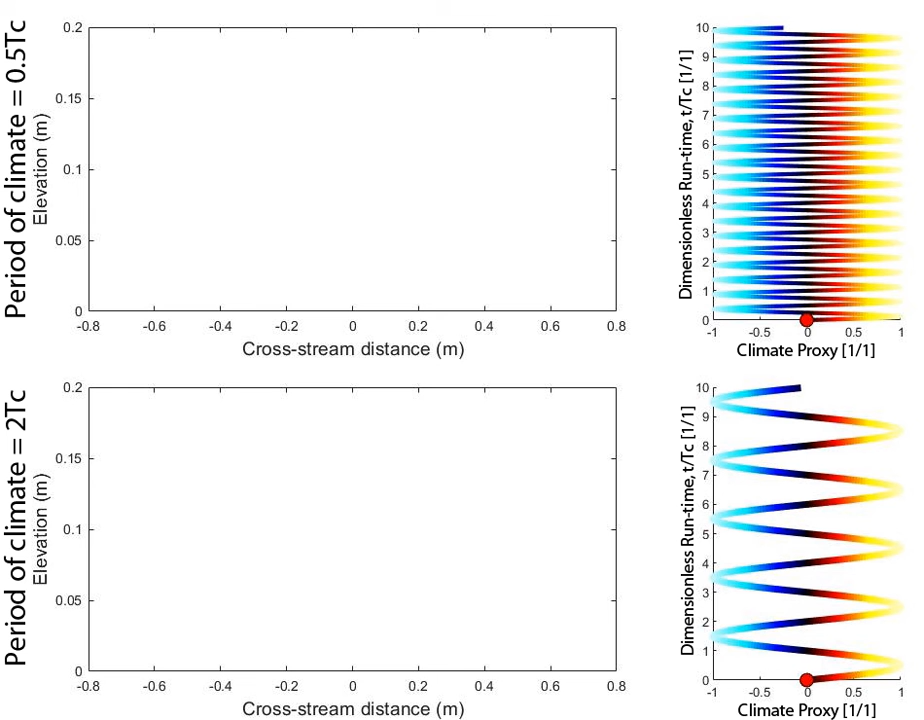 Period of climate = 0.5Tc
Elevation (m)
0.2
0.15
0.1
0.05
0
-0.8 -0.6 -0.4 -0.2 0 0.2 0.4 0.6 0.8
Cross-stream distance (m)
Dimensionless Run-time, t/Tc [1/1]
10
9
8
7
6
5
4
3
2
1
0
-1 -0.5 0 0.5 1
Climate Proxy [1/1]
Period of climate = 2Tc
Elevation (m)
0.2
0.15
0.1
0.05
0
-0.8 -0.6 -0.4 -0.2 0 0.2 0.4 0.6 0.8
Cross-stream distance (m)
Dimensionless Run-time, t/Tc [1/1]
10
9
8
7
6
5
4
3
2
1
0
-1 -0.5 0 0.5 1
Climate Proxy [1/1]